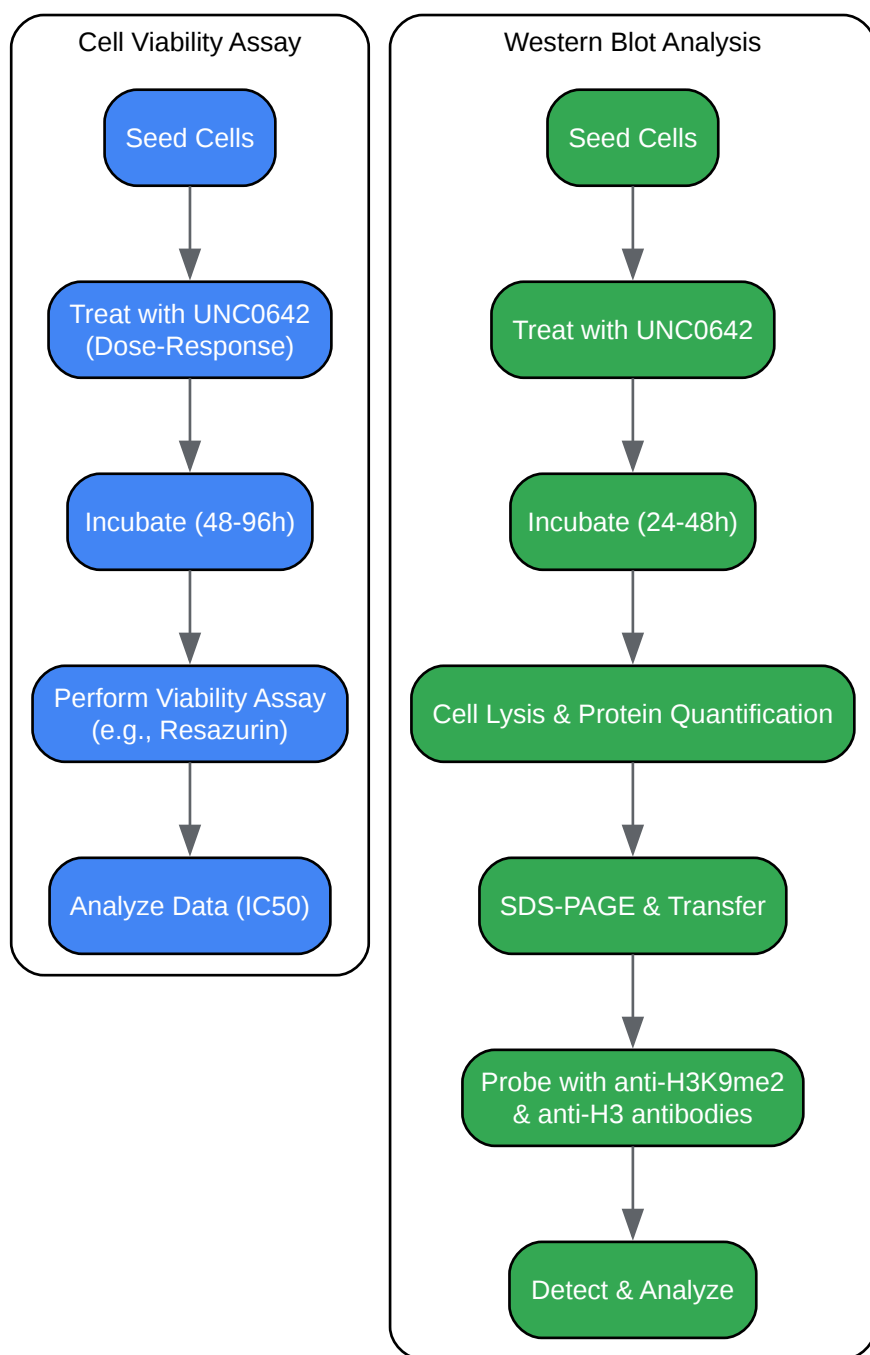 Cell Viability Assay
Seed Cells
Treat with UNC0642
(Dose-Response)
Incubate (48-96h)
Perform Viability Assay
(e.g., Resazurin)
Analyze Data (IC50)
Western Blot Analysis
Seed Cells
Treat with UNC0642
Incubate (24-48h)
Cell Lysis & Protein Quantification
SDS-PAGE & Transfer
Probe with anti-H3K9me2
& anti-H3 antibodies
Detect & Analyze